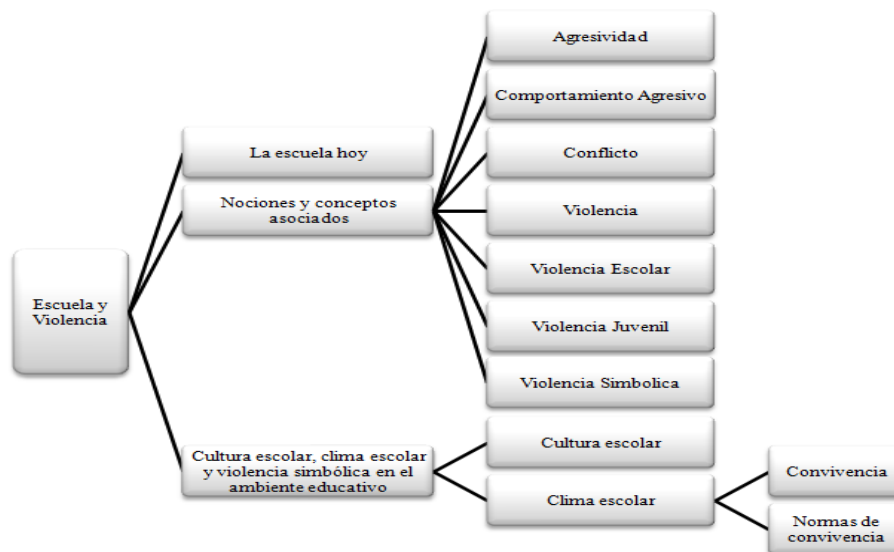 Escuela y
Violencia
La escuela hoy
Nociones y conceptos
asociados
Agresividad
Comportamiento Agresivo
Conflicto
Violencia
Violencia Escolar
Violencia Juvenil
Violencia Simbolica
Cultura escolar, clima escolar
y violencia simbólica en el
ambiente educativo
Cultura escolar
Clima escolar
Convivencia
Normas de
convivencia